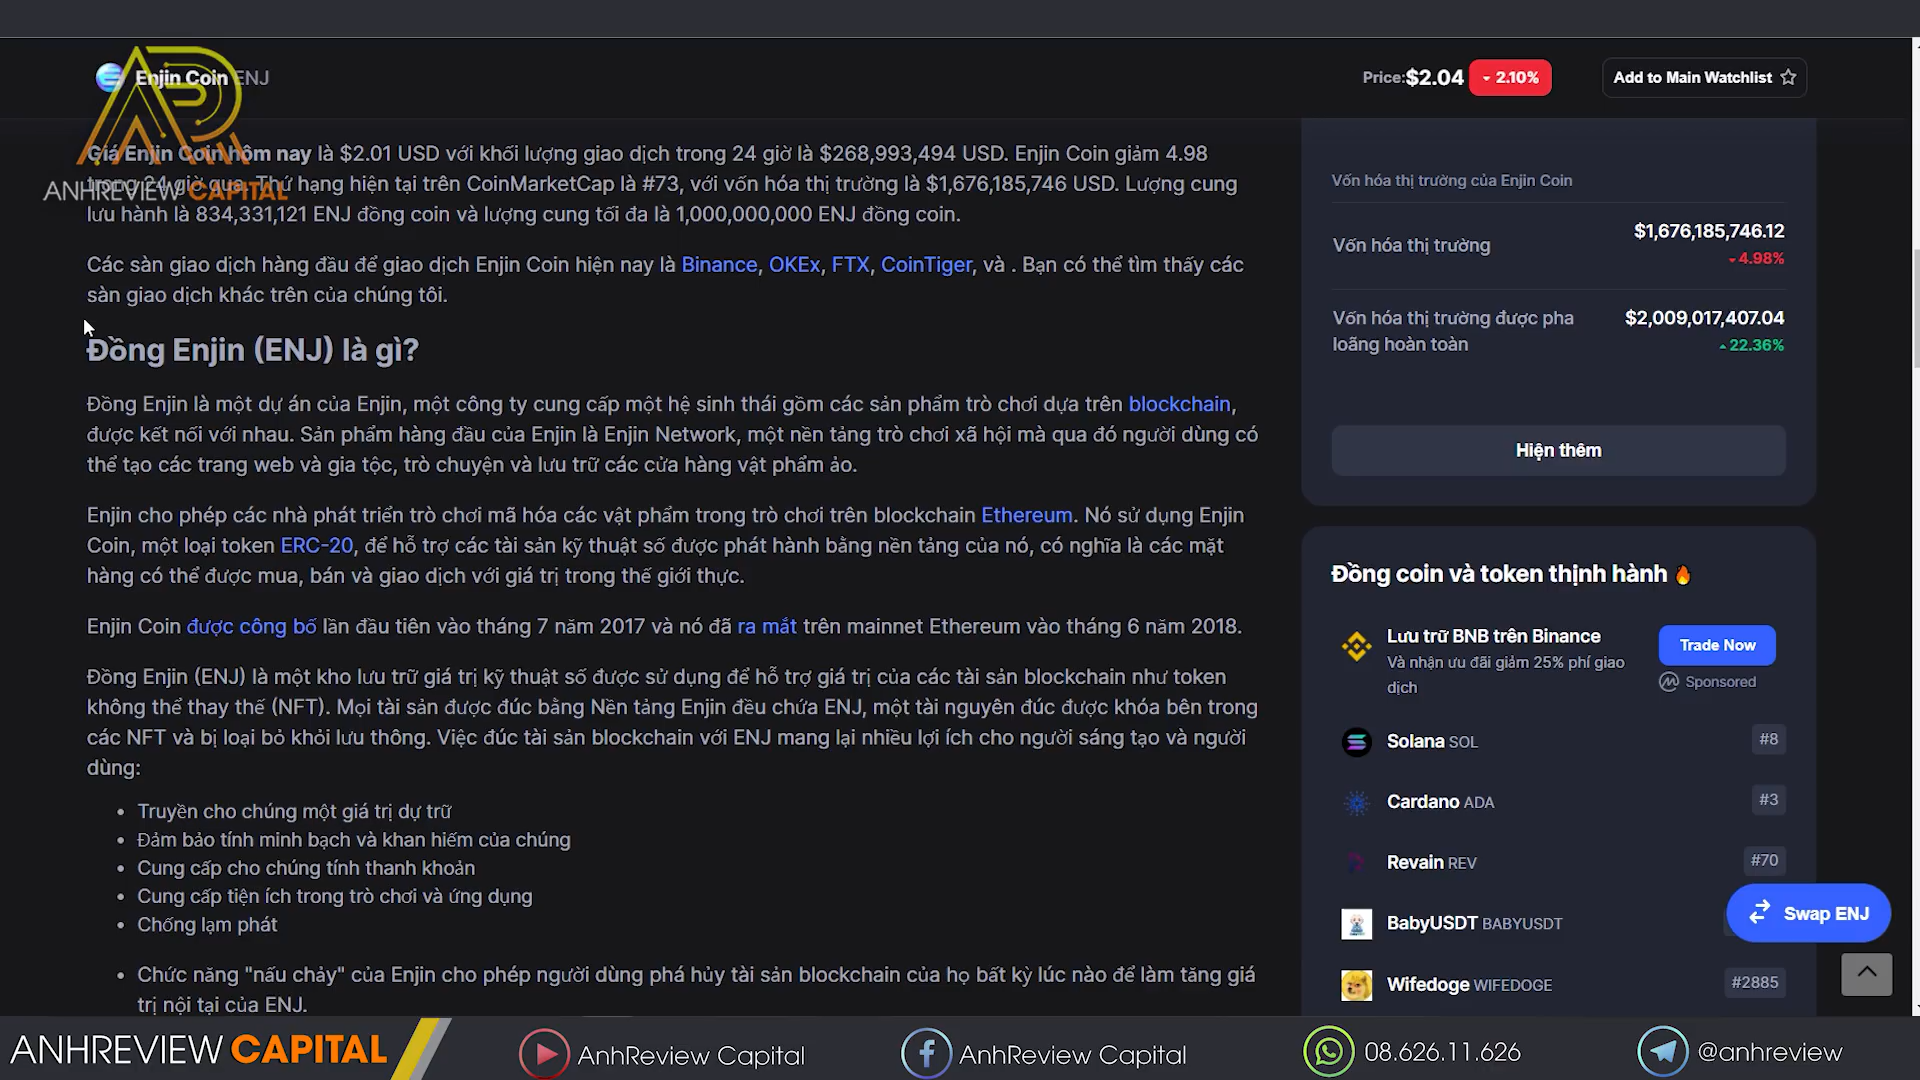 Enjin Coin ENJ
Price:$2.04 2.10%
Add to Main Watchlist
ANHREVIEW CAPITAL
Giá Enjin Coin hôm nay là $2.01 USD với khối lượng giao dịch trong 24 giờ là $268,993,494 USD. Enjin Coin giảm 4.98
trong 24 giờ qua. Thứ hạng hiện tại trên CoinMarketCap là #73, với vốn hóa thị trường là $1,676,185,746 USD. Lượng cung
lưu hành là 834,331,121 ENJ đồng coin và lượng cung tối đa là 1,000,000,000 ENJ đồng coin.
Các sàn giao dịch hàng đầu để giao dịch Enjin Coin hiện nay là Binance, OKEx, FTX, CoinTiger, và . Bạn có thể tìm thấy các
sàn giao dịch khác trên của chúng tôi.
Đồng Enjin (ENJ) là gì?
Đồng Enjin là một dự án của Enjin, một công ty cung cấp một hệ sinh thái gồm các sản phẩm trò chơi dựa trên blockchain,
được kết nối với nhau. Sản phẩm hàng đầu của Enjin là Enjin Network, một nền tảng trò chơi xã hội mà qua đó người dùng có
thể tạo các trang web và gia tộc, trò chuyện và lưu trữ các cửa hàng vật phẩm ảo.
Enjin cho phép các nhà phát triển trò chơi mã hóa các vật phẩm trong trò chơi trên blockchain Ethereum. Nó sử dụng Enjin
Coin, một loại token ERC-20, để hỗ trợ các tài sản kỹ thuật số được phát hành bằng nền tảng của nó, có nghĩa là các mặt
hàng có thể được mua, bán và giao dịch với giá trị trong thế giới thực.
Enjin Coin được công bố lần đầu tiên vào tháng 7 năm 2017 và nó đã ra mắt trên mainnet Ethereum vào tháng 6 năm 2018.
Đồng Enjin (ENJ) là một kho lưu trữ giá trị kỹ thuật số được sử dụng để hỗ trợ giá trị của các tài sản blockchain như token
không thể thay thế (NFT). Mọi tài sản được đúc bằng Nền tảng Enjin đều chứa ENJ, một tài nguyên đúc được khóa bên trong
các NFT và bị loại bỏ khỏi lưu thông. Việc đúc tài sản blockchain với ENJ mang lại nhiều lợi ích cho người sáng tạo và người
dùng:
• Truyền cho chúng một giá trị dự trữ
• Đảm bảo tính minh bạch và khan hiếm của chúng
• Cung cấp cho chúng tính thanh khoản
• Cung cấp tiện ích trong trò chơi và ứng dụng
• Chống lạm phát
• Chức năng "nấu chảy" của Enjin cho phép người dùng phá hủy tài sản blockchain của họ bất kỳ lúc nào để làm tăng giá
trị nội tại của ENJ.
Vốn hóa thị trường của Enjin Coin
Vốn hóa thị trường $1,676,185,746.12
4.98%
Vốn hóa thị trường được pha $2,009,017,407.04
loãng hoàn toàn 22.36%
Hiện thêm
Đồng coin và token thịnh hành
Lưu trữ BNB trên Binance
Và nhận ưu đãi giảm 25% phí giao
dịch
Trade Now
Sponsored
Solana SOL #8
Cardano ADA #3
Revain REV #70
BabyUSDT BABYUSDT
Swap ENJ
Wifedoge WIFEDOGE #2885
ANHREVIEW CAPITAL
AnhReview Capital
AnhReview Capital
08.626.11.626
@anhreview